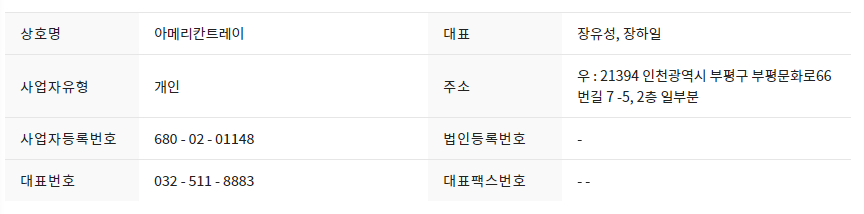 상호명 아메리칸트레이 대표 장유성, 장하일
사업자유형 개인 주소 우 : 21394 인천광역시 부평구 부평문화로66
번길 7 -5, 2층 일부분
사업자등록번호 680 - 02 - 01148 법인등록번호 -
대표번호 032 - 511 - 8883 대표팩스번호 - -